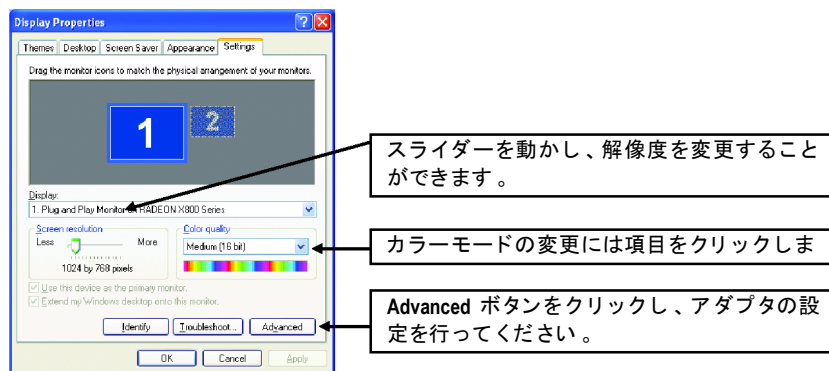 Display Properties
Themes Desktop Screen Saver Appearance Settings
Drag the monitor icons to match the physical arrangement of your monitors.
1 2
Display:
1. Plug and Play Monitor RADEON X800 Series
Screen resolution
Less More
1024 by 768 pixels
Color quality
Medium (16 bit)
Use this device as the primary monitor.
Extend my Windows desktop onto this monitor.
Identify Troubleshoot... Advanced
OK Cancel Apply
スライダーを動かし、解像度を変更すること
ができます。
カラーモードの変更には項目をクリックしま
Advanced ボタンをクリックし、アダプタの設
定を行ってください。